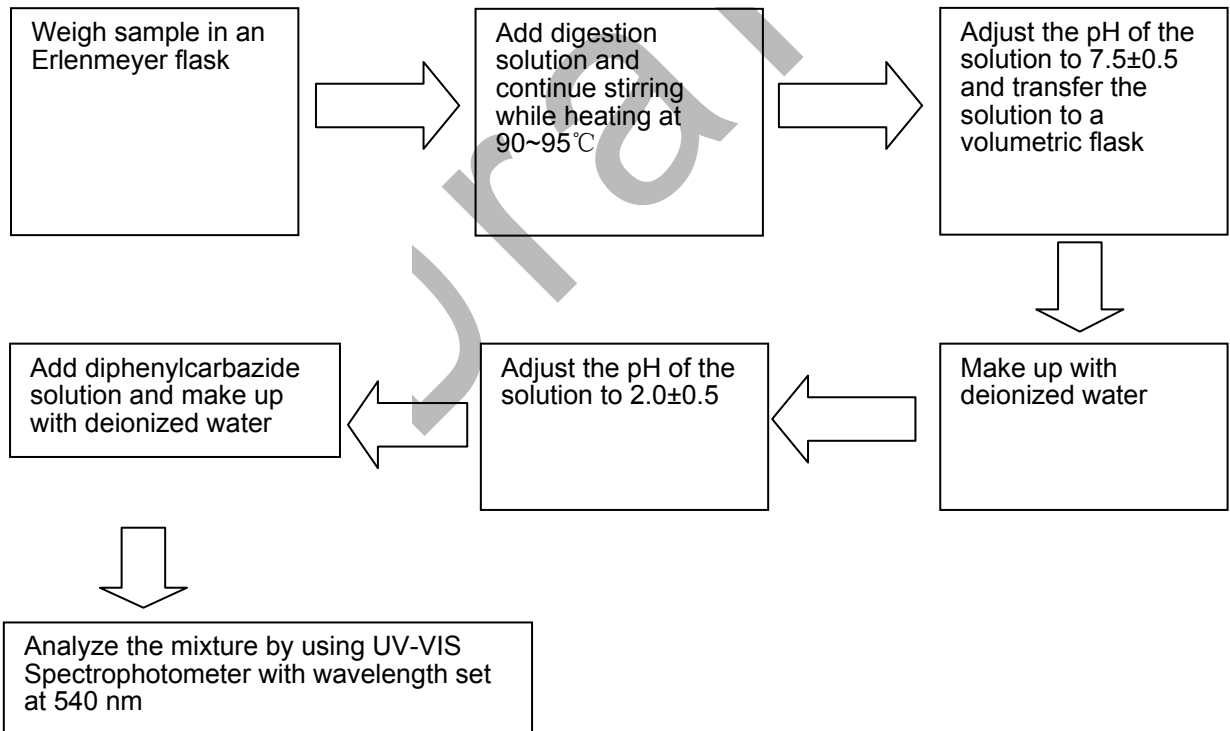 Weigh sample in an
Erlenmeyer flask
Add digestion
solution and
continue stirring
while heating at
90~95℃
Adjust the pH of the
solution to 7.5±0.5
and transfer the
solution to a
volumetric flask
Make up with
deionized water
Adjust the pH of the
solution to 2.0±0.5
Add diphenylcarbazide
solution and make up
with deionized water
Analyze the mixture by using UV-VIS
Spectrophotometer with wavelength set
at 540 nm